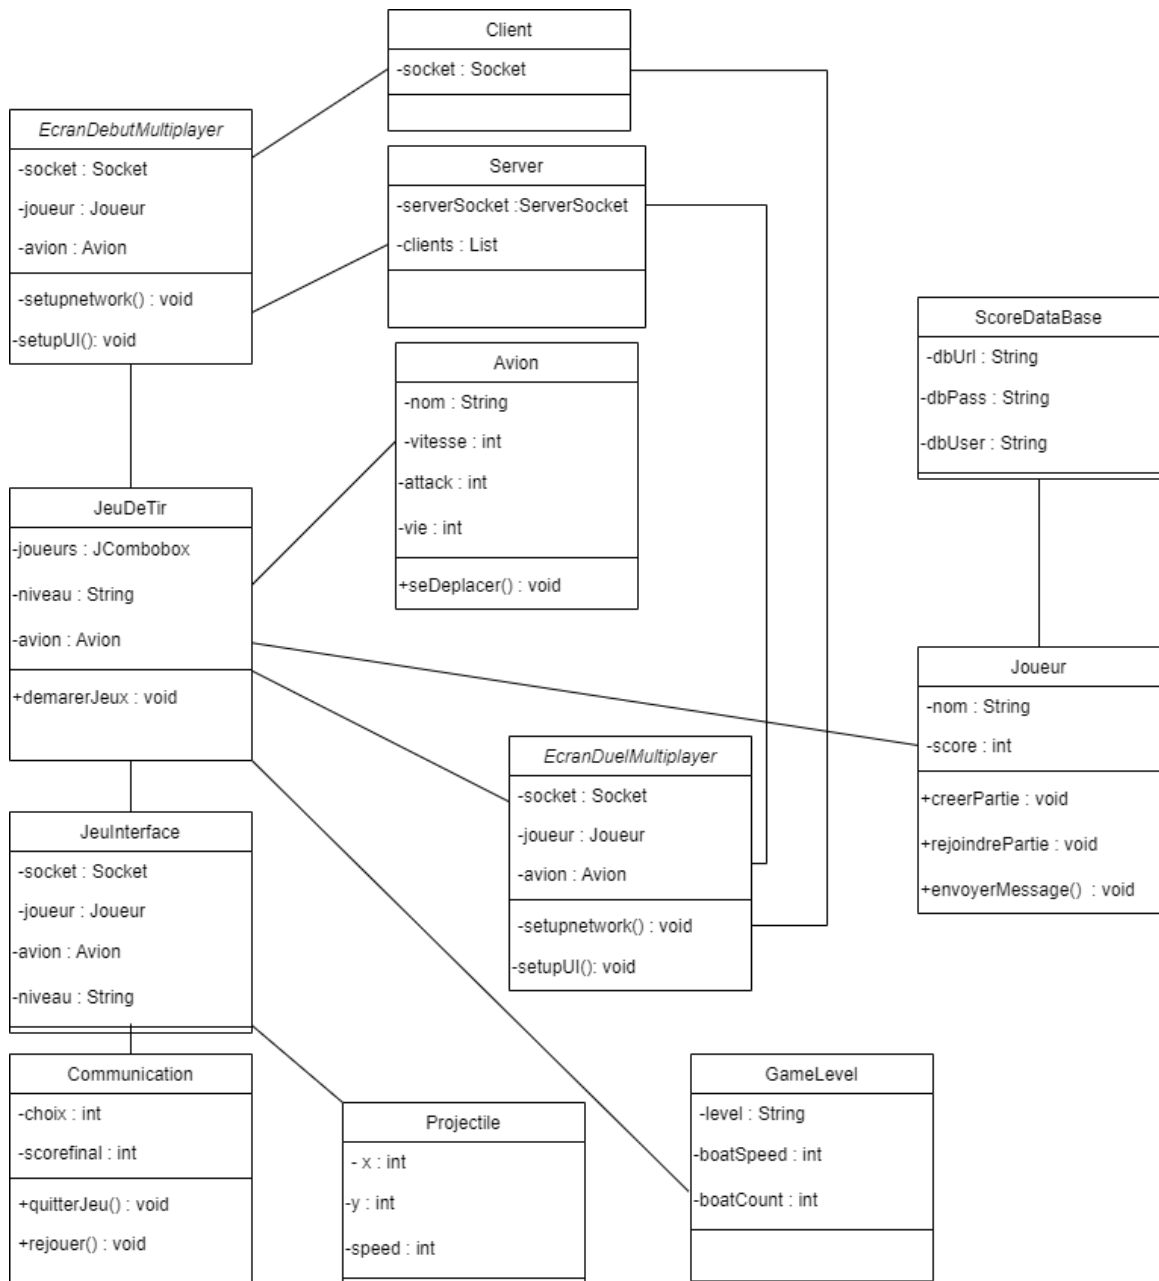 Client
-socket : Socket
EcranDebutMultiplayer
-socket : Socket
-joueur : Joueur
-avion : Avion
-setupnetwork() : void
-setupUI(): void
Server
-serverSocket :ServerSocket
-clients : List
Avion
-nom : String
-vitesse : int
-attack : int
-vie : int
+seDeplacer() : void
ScoreDataBase
-dbUrl : String
-dbPass : String
-dbUser : String
JeuDeTir
-joueurs : JCombobox
-niveau : String
-avion : Avion
+demarerJeux : void
Joueur
-nom : String
-score : int
+creerPartie : void
+rejoindrePartie : void
+envoyerMessage() : void
EcranDuelMultiplayer
-socket : Socket
-joueur : Joueur
-avion : Avion
-setupnetwork() : void
-setupUI(): void
JeuInterface
-socket : Socket
-joueur : Joueur
-avion : Avion
-niveau : String
Communication
-choix : int
-scorefinal : int
+quitterJeu() : void
+rejouer() : void
Projectile
- x : int
-y : int
-speed : int
GameLevel
-level : String
-boatSpeed : int
-boatCount : int